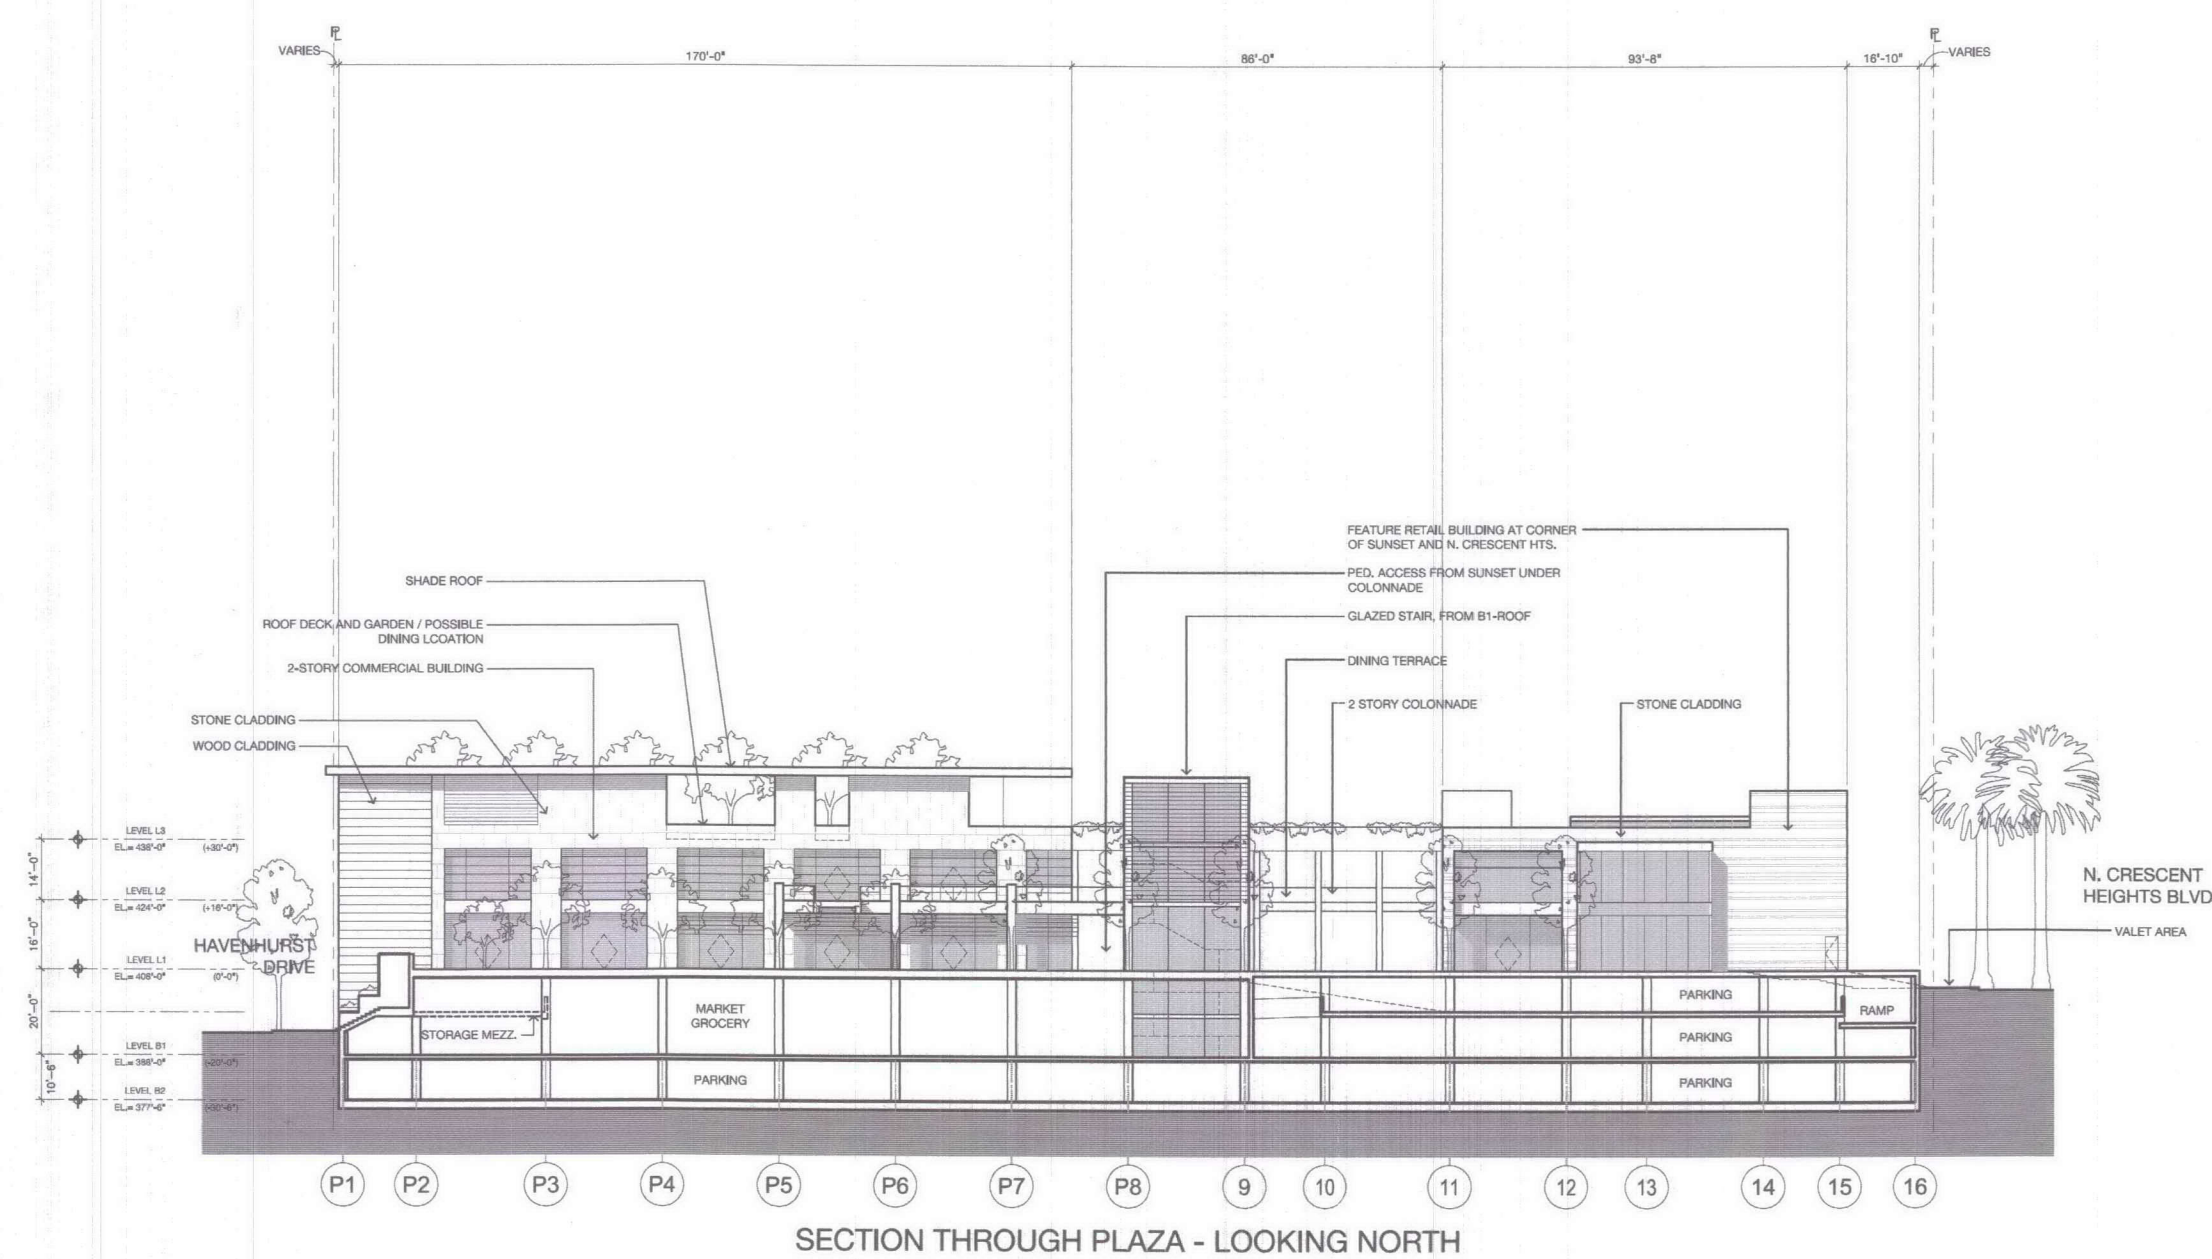 PL
PL
VARIES
170'-0"
86'-0"
93'-8"
16'-10"
VARIES
FEATURE RETAIL BUILDING AT CORNER
OF SUNSET AND N. CRESCENT HTS.
PED. ACCESS FROM SUNSET UNDER
COLONNADE
GLAZED STAIR, FROM B1-ROOF
DINING TERRACE
2 STORY COLONNADE
STONE CLADDING
SHADE ROOF
ROOF DECK AND GARDEN / POSSIBLE
DINING LCOATION
2-STORY COMMERCIAL BUILDING
STONE CLADDING
WOOD CLADDING
LEVEL L3
EL.= 438'-0" (+30'-0")
14'-0"
LEVEL L2
EL.= 424'-0" (+16'-0")
16'-0"
LEVEL L1
EL.= 408'-0" (0'-0")
20'-0"
LEVEL B1
EL.= 388'-0" (-20'-0")
10'-6"
LEVEL B2
EL.= 377'-6" (-30'-6")
HAVENHURST
DRIVE
N. CRESCENT
HEIGHTS BLVD
VALET AREA
MARKET
GROCERY
STORAGE MEZZ.
PARKING
PARKING
RAMP
PARKING
PARKING
P1 P2 P3 P4 P5 P6 P7 P8 9 10 11 12 13 14 15 16
SECTION THROUGH PLAZA - LOOKING NORTH